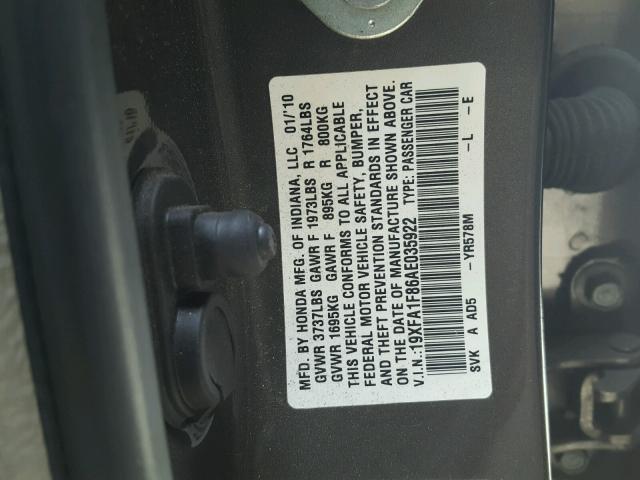 MFD. BY HONDA MFG. OF INDIANA, LLC 01/'10
GVWR 3737LBS GAWR F 1973LBS R 1764LBS
GVWR 1695KG GAWR F 895KG R 800KG
THIS VEHICLE CONFORMS TO ALL APPLICABLE
FEDERAL MOTOR VEHICLE SAFETY, BUMPER,
AND THEFT PREVENTION STANDARDS IN EFFECT
ON THE DATE OF MANUFACTURE SHOWN ABOVE.
V.I.N.:19XFA1F86AE035922 TYPE: PASSENGER CAR
SVK A AD5 -YR578M -L -E